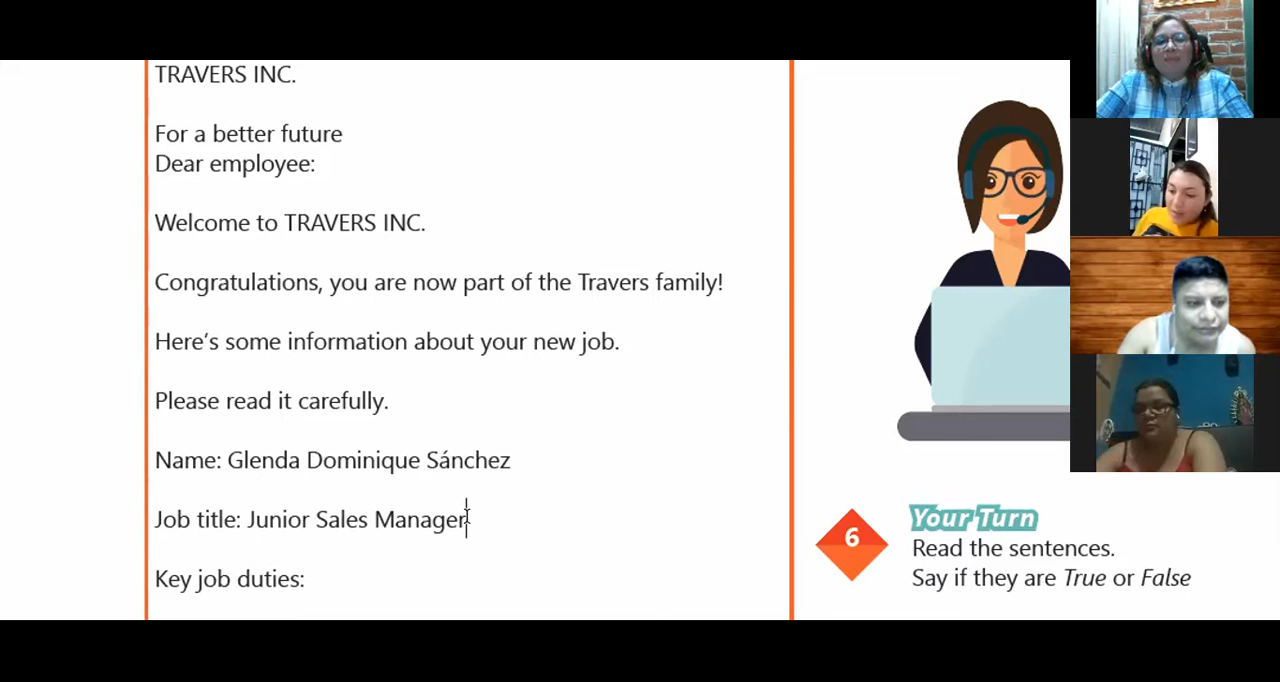 TRAVERS INC.
For a better future
Dear employee:
Welcome to TRAVERS INC.
Congratulations, you are now part of the Travers family!
Here's some information about your new job.
Please read it carefully.
Name: Glenda Dominique Sánchez
Job title: Junior Sales Manager
Key job duties:
6
Your Turn
Read the sentences.
Say if they are True or False